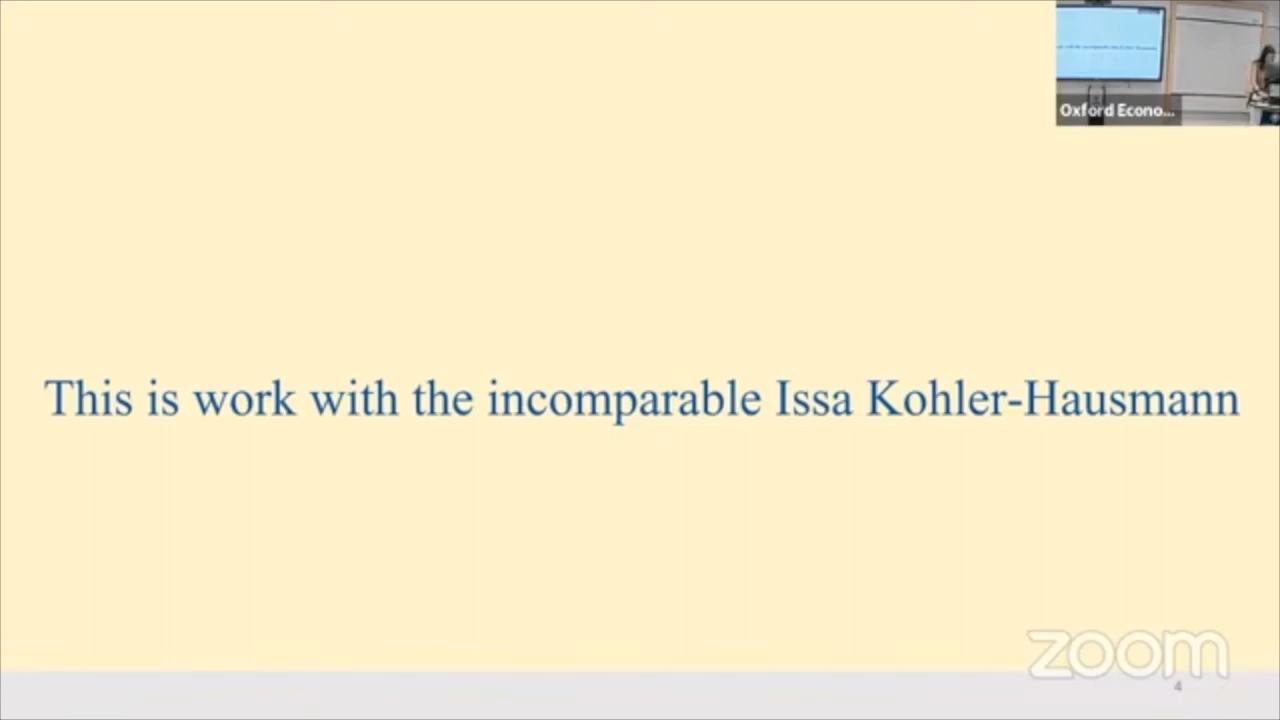 Oxford Econo...
This is work with the incomparable Issa Kohler-Hausmann
zoom
4